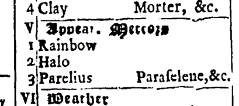 4 Clay Morter, &c.
V Appear. Meteors
1 Rainbow
2 Halo
3 Parelius Paraselene, &c.
VI Weather